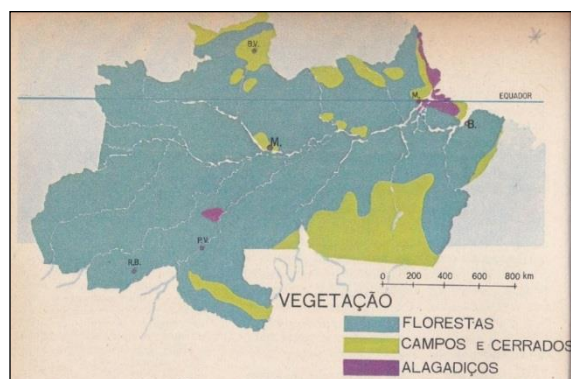 B.V.
M.
EQUADOR
B.
M.
P.V.
R.B.
0 200 400 600 800 km
VEGETAÇÃO
FLORESTAS
CAMPOS E CERRADOS
ALAGADIÇOS